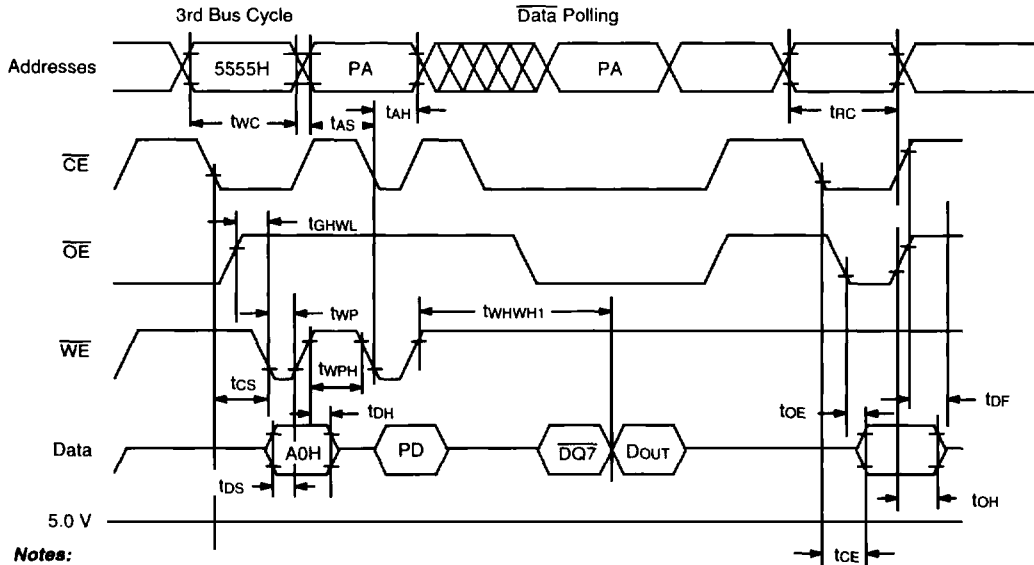 3rd Bus Cycle
Data Polling
Addresses
5555H
PA
PA
tWC
tAS
tAH
tRC
CE
tGHWL
OE
tWP
tWHWH1
WE
tCS
tWPH
tDH
tOE
tDF
Data
A0H
PD
DQ7
DOUT
tDS
tOH
5.0 V
Notes:
tCE